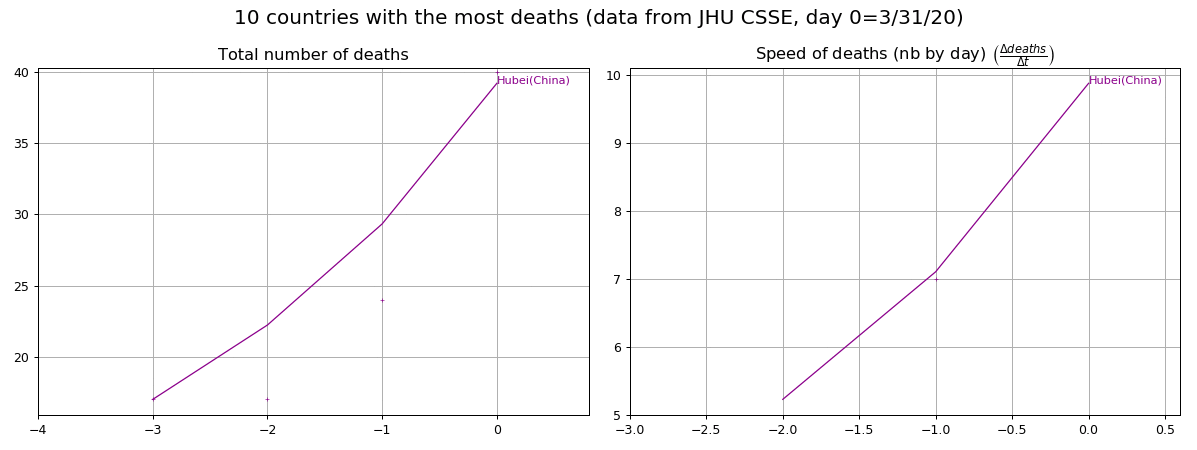 10 countries with the most deaths (data from JHU CSSE, day 0=3/31/20)
Total number of deaths
40
35
30
25
20
−4 −3 −2 −1 0
Hubei(China)
Speed of deaths (nb by day) (Δdeaths/Δt)
10
9
8
7
6
5
−3.0 −2.5 −2.0 −1.5 −1.0 −0.5 0.0 0.5
Hubei(China)